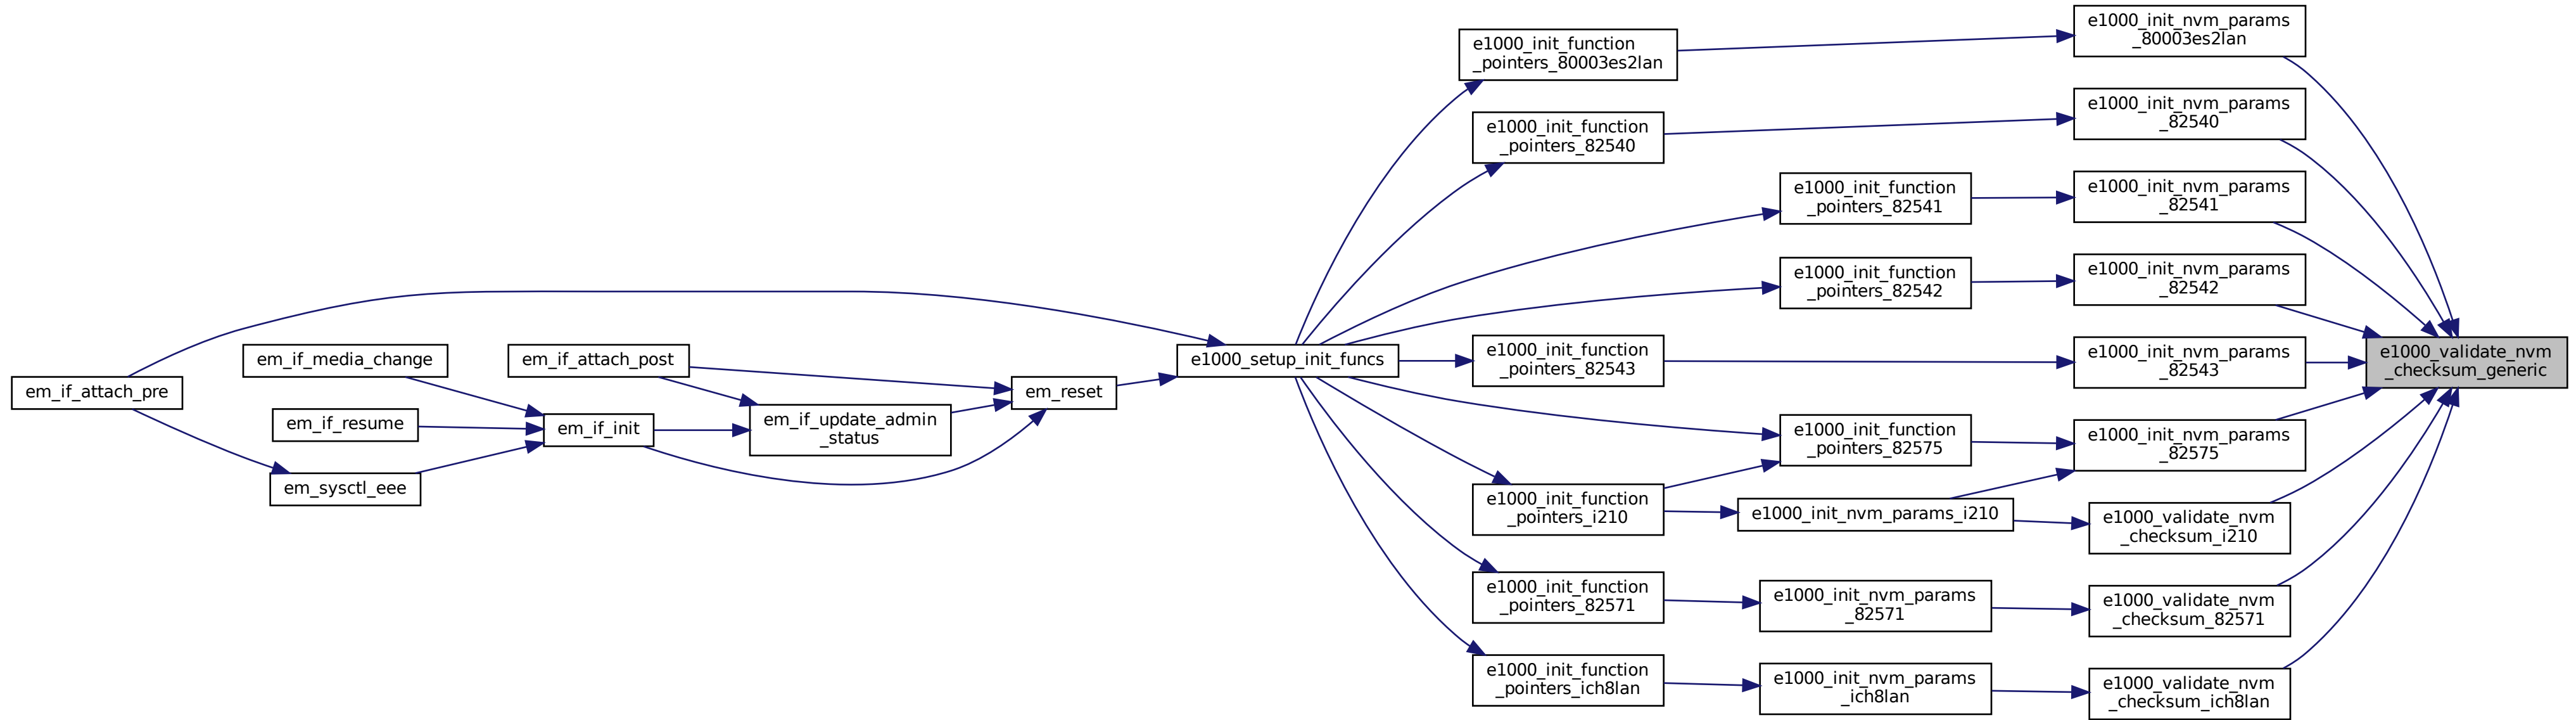 em_if_attach_pre
em_if_media_change
em_if_resume
em_sysctl_eee
em_if_attach_post
em_if_init
em_if_update_admin
_status
em_reset
e1000_setup_init_funcs
e1000_init_function
_pointers_80003es2lan
e1000_init_function
_pointers_82540
e1000_init_function
_pointers_82541
e1000_init_function
_pointers_82542
e1000_init_function
_pointers_82543
e1000_init_function
_pointers_82575
e1000_init_function
_pointers_i210
e1000_init_nvm_params_i210
e1000_init_function
_pointers_82571
e1000_init_nvm_params
_82571
e1000_init_function
_pointers_ich8lan
e1000_init_nvm_params
_ich8lan
e1000_init_nvm_params
_80003es2lan
e1000_init_nvm_params
_82540
e1000_init_nvm_params
_82541
e1000_init_nvm_params
_82542
e1000_init_nvm_params
_82543
e1000_init_nvm_params
_82575
e1000_validate_nvm
_checksum_i210
e1000_validate_nvm
_checksum_82571
e1000_validate_nvm
_checksum_ich8lan
e1000_validate_nvm
_checksum_generic